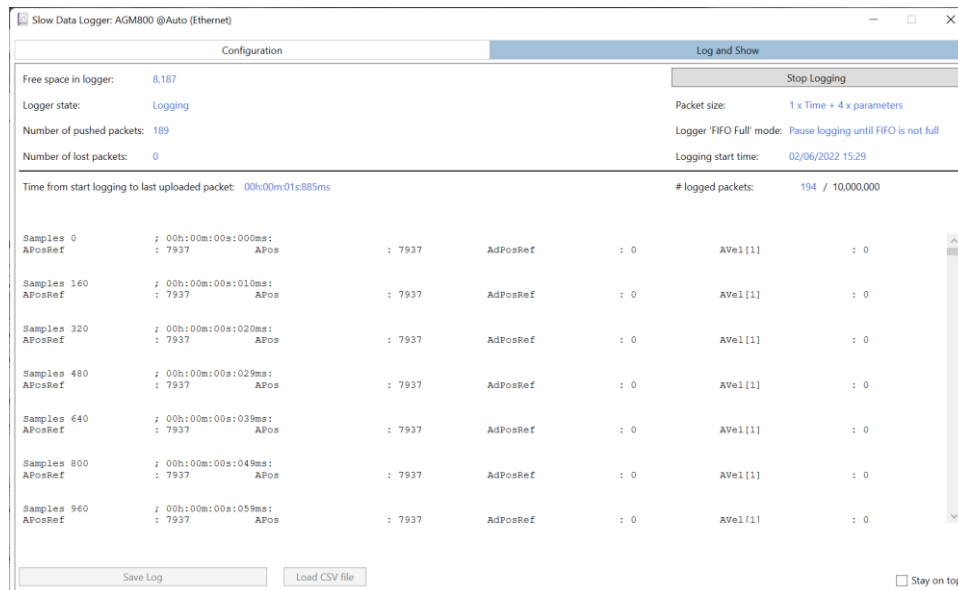 Slow Data Logger: AGM800 @Auto (Ethernet)
Configuration Log and Show
Free space in logger: 8,187 Stop Logging
Logger state: Logging Packet size: 1 x Time + 4 x parameters
Number of pushed packets: 189 Logger 'FIFO Full' mode: Pause logging until FIFO is not full
Number of lost packets: 0 Logging start time: 02/06/2022 15:29
Time from start logging to last uploaded packet: 00h:00m:01s:885ms # logged packets: 194 / 10,000,000
Samples 0 ; 00h:00m:00s:000ms:
APosRef : 7937 APos : 7937 AdPosRef : 0 AVel[1] : 0
Samples 160 ; 00h:00m:00s:010ms:
APosRef : 7937 APos : 7937 AdPosRef : 0 AVel[1] : 0
Samples 320 ; 00h:00m:00s:020ms:
APosRef : 7937 APos : 7937 AdPosRef : 0 AVel[1] : 0
Samples 480 ; 00h:00m:00s:029ms:
APosRef : 7937 APos : 7937 AdPosRef : 0 AVel[1] : 0
Samples 640 ; 00h:00m:00s:039ms:
APosRef : 7937 APos : 7937 AdPosRef : 0 AVel[1] : 0
Samples 800 ; 00h:00m:00s:049ms:
APosRef : 7937 APos : 7937 AdPosRef : 0 AVel[1] : 0
Samples 960 ; 00h:00m:00s:059ms:
APosRef : 7937 APos : 7937 AdPosRef : 0 AVel[1] : 0
Save Log Load CSV file Stay on top